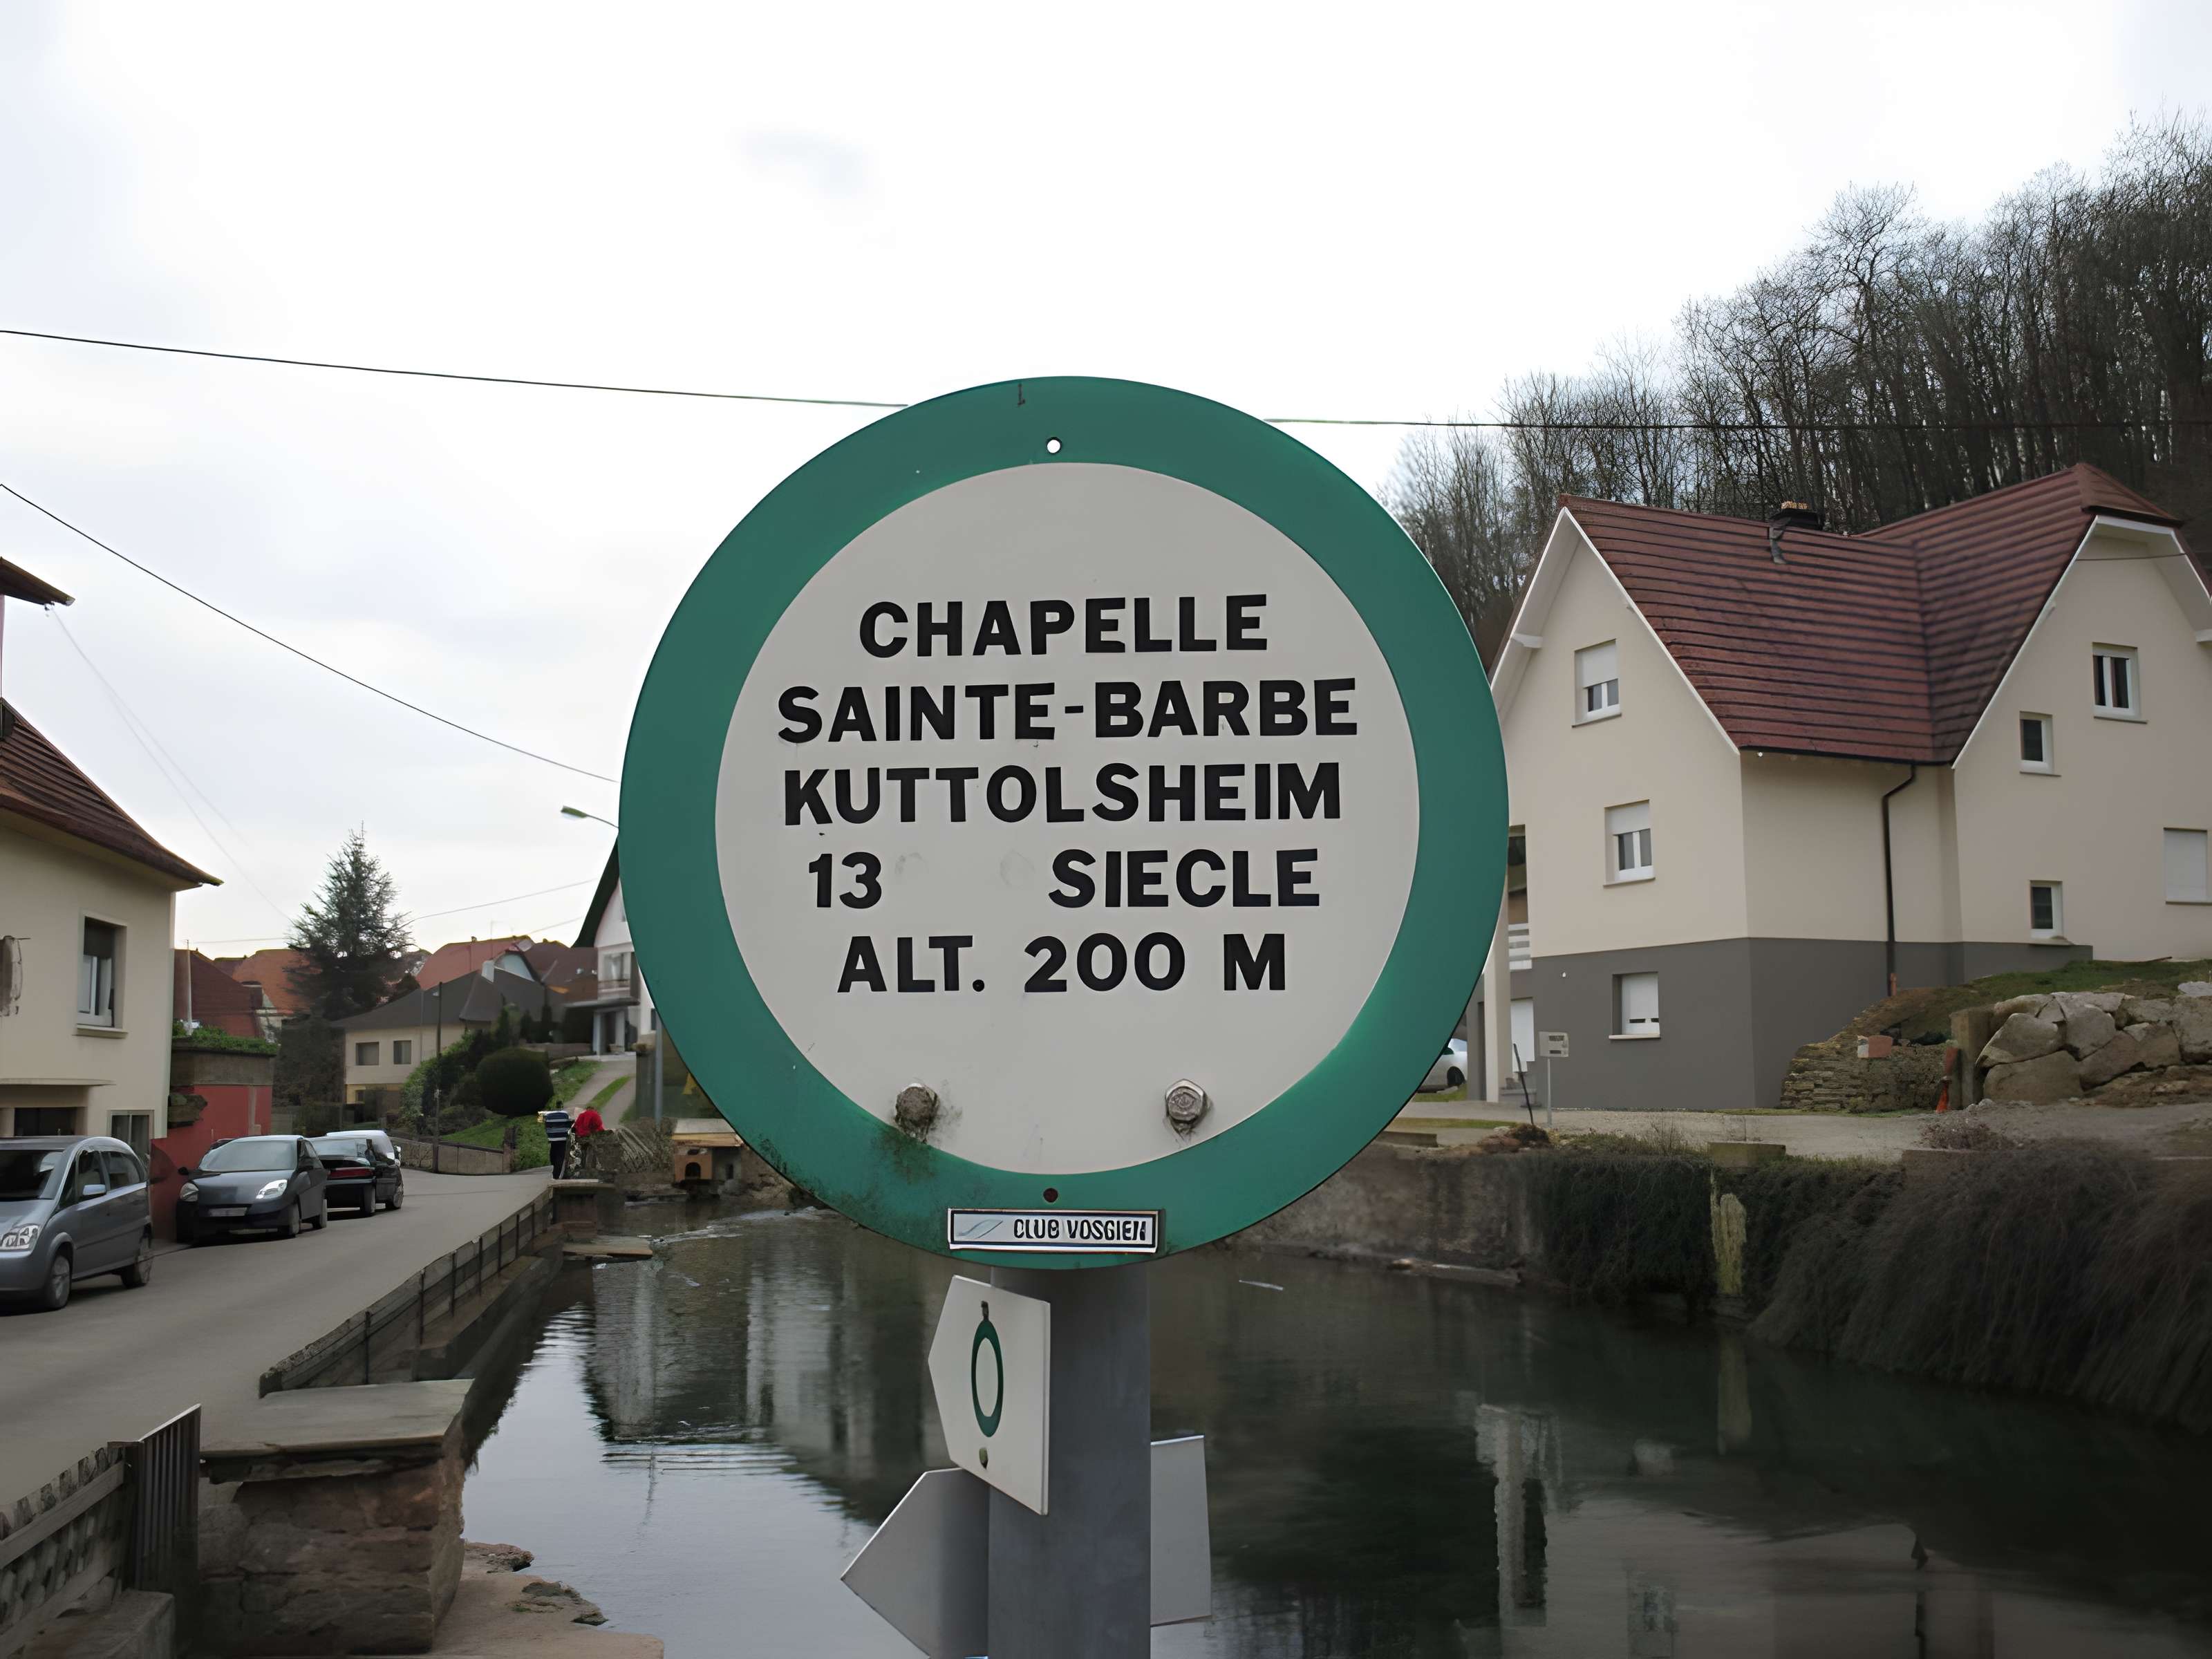 CHAPELLE
SAINTE-BARBE
KUTTOLSHEIM
13 SIECLE
ALT. 200 M
CLUB VOSGIEN